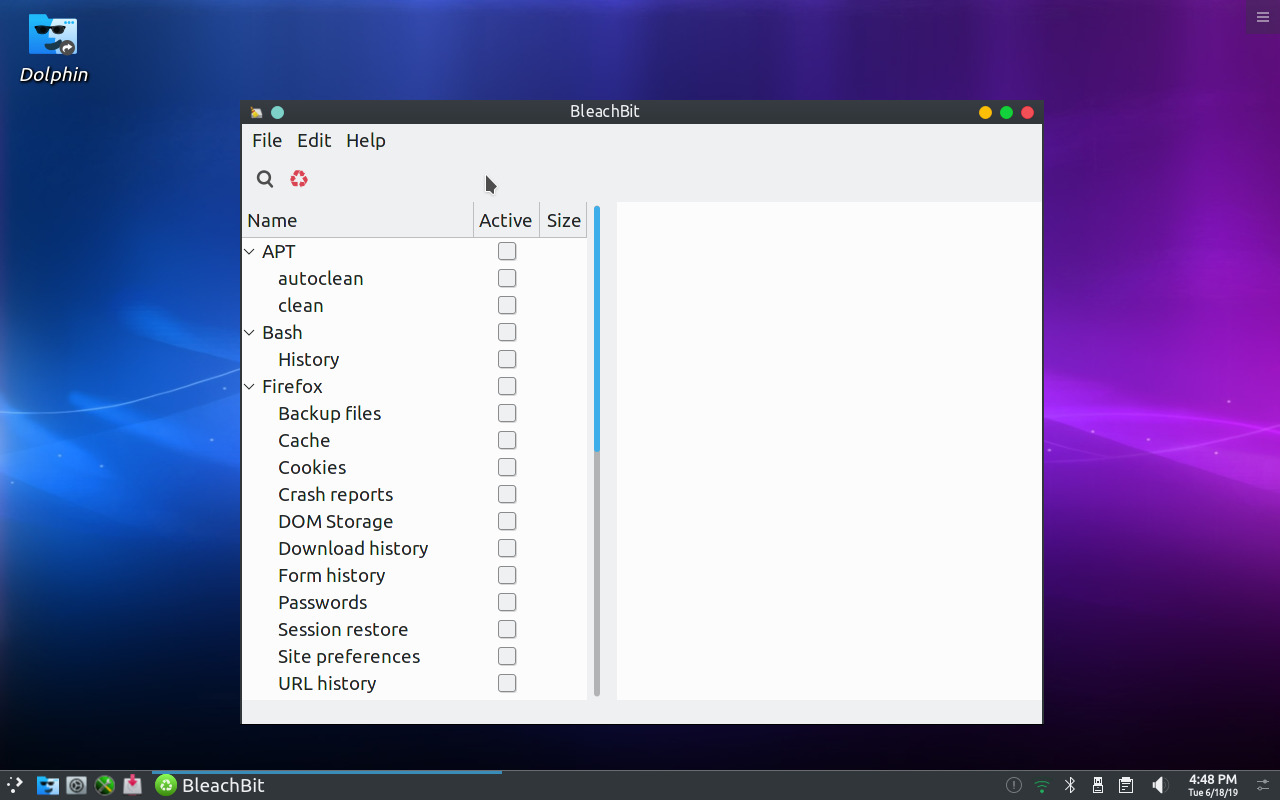 Dolphin
BleachBit
File Edit Help
Name Active Size
APT
autoclean
clean
Bash
History
Firefox
Backup files
Cache
Cookies
Crash reports
DOM Storage
Download history
Form history
Passwords
Session restore
Site preferences
URL history
BleachBit
4:48 PM
Tue 6/18/19